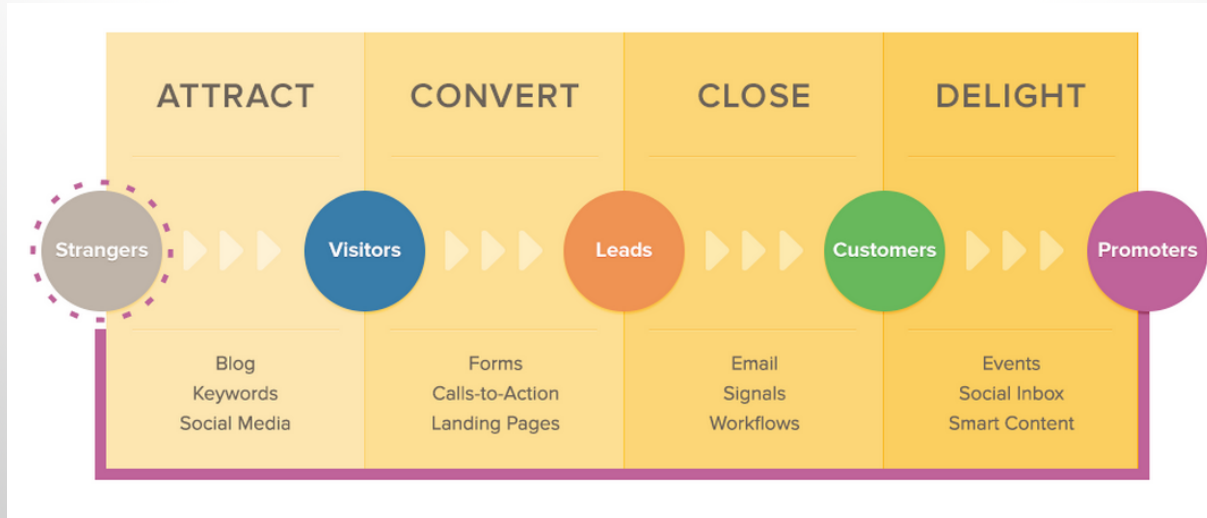 ATTRACT
CONVERT
CLOSE
DELIGHT
Strangers
Visitors
Leads
Customers
Promoters
Blog
Keywords
Social Media
Forms
Calls-to-Action
Landing Pages
Email
Signals
Workflows
Events
Social Inbox
Smart Content